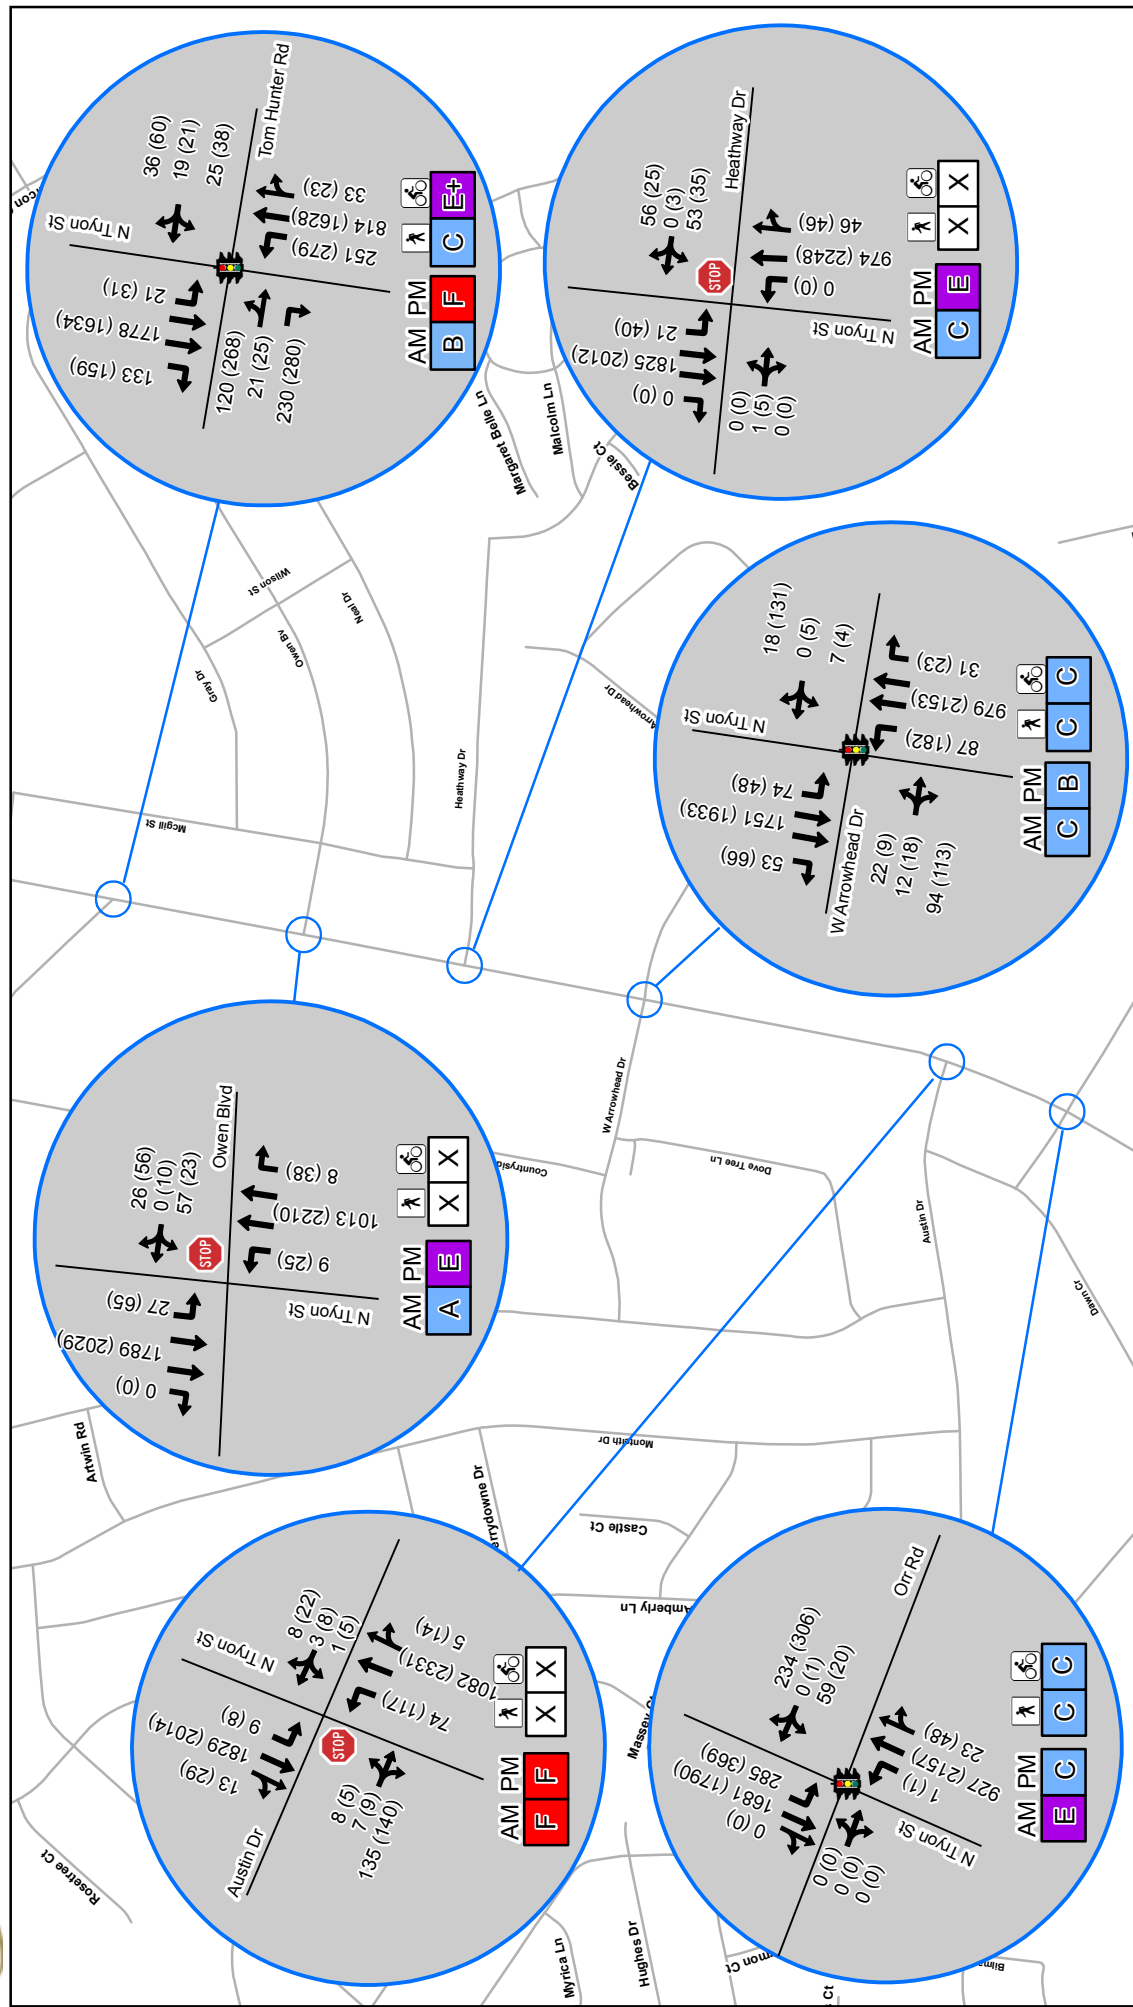 N Tryon St
Tom Hunter Rd
133 (159)
1778 (1634)
21 (31)
36 (60)
19 (21)
25 (38)
120 (268)
21 (25)
230 (280)
251 (279)
814 (1628)
33 (23)
AM PM
B F C E+
Heathway Dr
N Tryon St
0 (0)
1825 (2012)
21 (40)
56 (25)
0 (3)
53 (35)
STOP
0 (0)
1 (5)
0 (0)
0 (0)
974 (2248)
46 (46)
AM PM
C E X X
N Tryon St
W Arrowhead Dr
53 (66)
1751 (1933)
74 (48)
18 (131)
0 (5)
7 (4)
22 (9)
12 (18)
94 (113)
87 (182)
979 (2153)
31 (23)
AM PM
C B C C
Owen Blvd
N Tryon St
0 (0)
1789 (2029)
27 (65)
26 (56)
0 (10)
57 (23)
STOP
9 (25)
1013 (2210)
8 (38)
AM PM
A E X X
N Tryon St
Austin Dr
13 (29)
1829 (2014)
9 (8)
8 (22)
3 (8)
1 (5)
STOP
8 (5)
7 (9)
135 (140)
74 (117)
1082 (2331)
5 (14)
AM PM
F F X X
Orr Rd
N Tryon St
0 (0)
1681 (1790)
285 (369)
234 (306)
0 (1)
59 (20)
0 (0)
0 (0)
0 (0)
1 (1)
927 (2157)
23 (48)
AM PM
E C C C
Margaret Belle Ln
Malcolm Ln
Bessie Ct
Wilson St
Neal Dr
Owen Bv
Gray Dr
Arrowhead Dr
Heathway Dr
Mcgill St
W Arrowhead Dr
Dove Tree Ln
Austin Dr
Dawn Cr
Monteith Dr
Artwin Rd
Castle Ct
Amberly Ln
Rosetree Ct
Myrica Ln
Hughes Dr
Ct